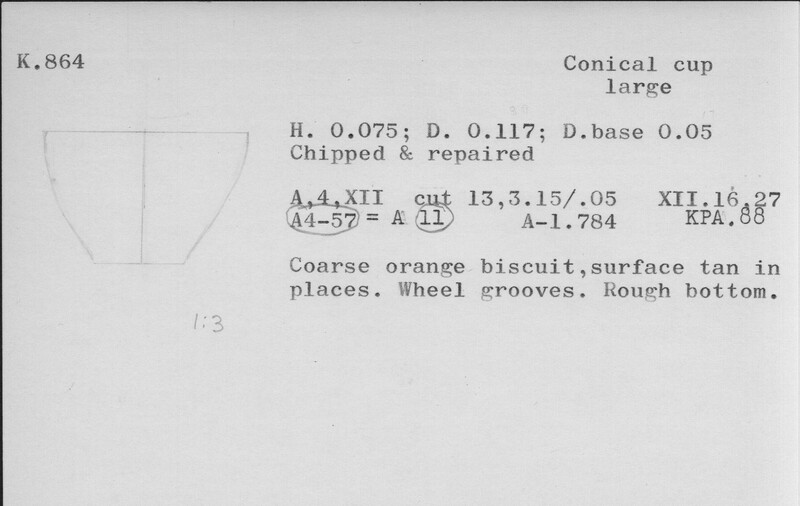 K.864
Conical cup
large
H. 0.075; D. 0.117; D.base 0.05
Chipped & repaired
A,4,XII cut 13,3.15/.05 XII.16.27
A4-57 = A 11 A-1.784 KPA.88
Coarse orange biscuit,surface tan in
places. Wheel grooves. Rough bottom.
1:3